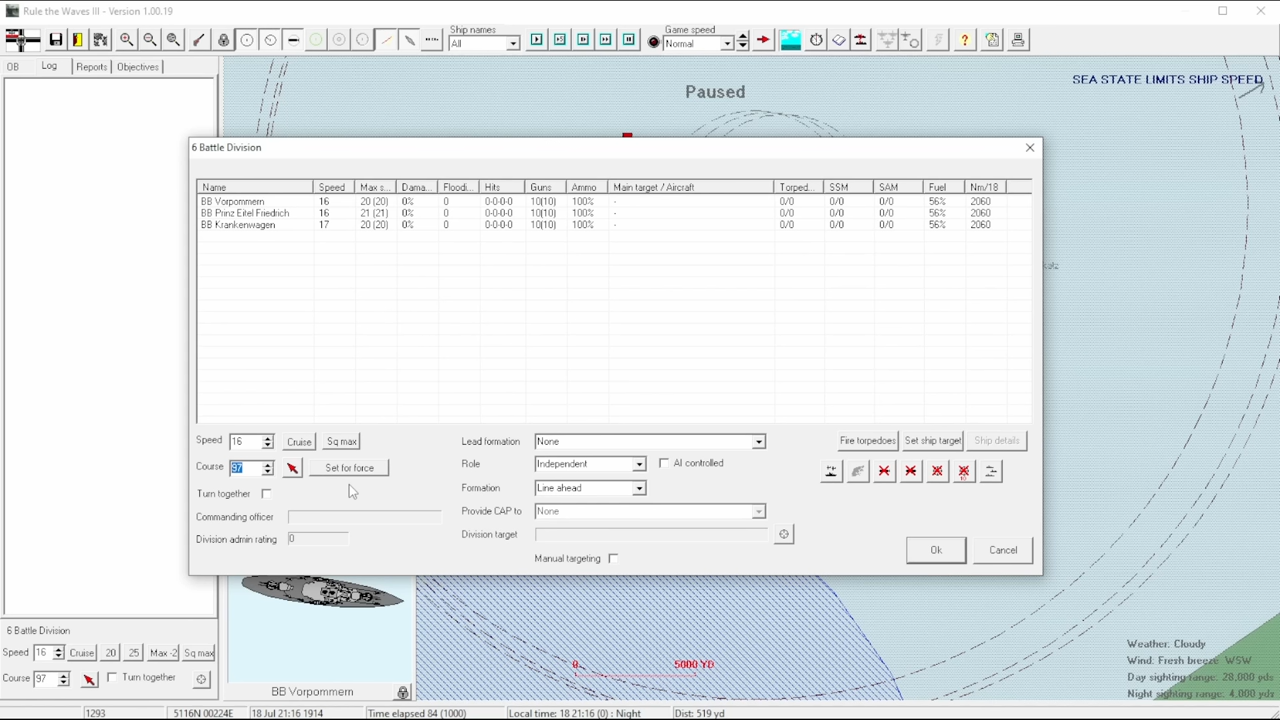 Rule the Waves III - Version 1.00.19
Ship names
All
Game speed
Normal
OB Log Reports Objectives
SEA STATE LIMITS SHIP SPEED
Paused
6 Battle Division
Name Speed Max s... Dama... Floodi... Hits Guns Ammo Main target / Aircraft Torped... SSM SAM Fuel Nm/18
BB Vorpommern 16 20 (20) 0% 0 0-0-0-0 10(10) 100% - 0/0 0/0 0/0 56% 2060
BB Prinz Eitel Friedrich 16 21 (21) 0% 0 0-0-0-0 10(10) 100% - 0/0 0/0 0/0 56% 2060
BB Krankenwagen 17 20 (20) 0% 0 0-0-0-0 10(10) 100% - 0/0 0/0 0/0 56% 2060
Speed 16 Cruise Sq max Lead formation None Fire torpedoes Set ship target Ship details
Course 97 Set for force Role Independent AI controlled
Turn together Formation Line ahead
Commanding officer Provide CAP to None
Division admin rating 0 Division target
Manual targeting
Ok Cancel
6 Battle Division
Speed 16 Cruise 20 25 Max -2 Sq max
Course 97 Turn together
BB Vorpommern
0 5000 YD
Weather: Cloudy
Wind: Fresh breeze WSW
Day sighting range: 28,000 yds
Night sighting range: 4,000 yds
1293 5116N 00224E 18 Jul 21:16 1914 Time elapsed 84 (1000) Local time: 18 21:16 (0) : Night Dist: 519 yd